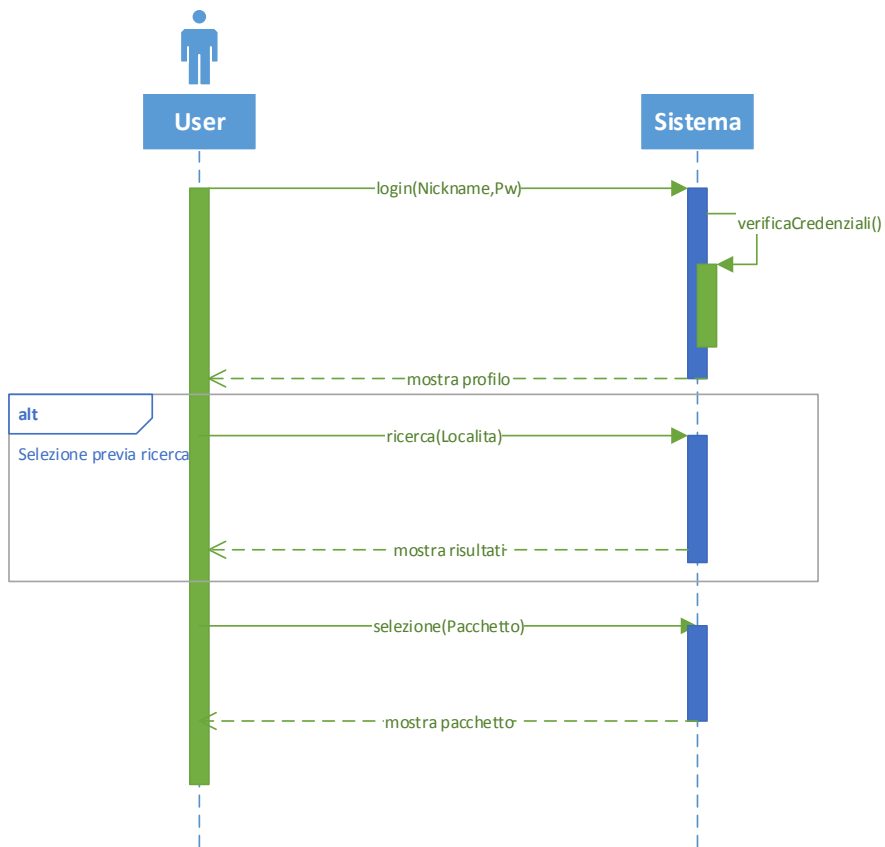 User
Sistema
login(Nickname,Pw)
verificaCredenziali()
mostra profilo
alt
Selezione previa ricerca
ricerca(Localita)
mostra risultati
selezione(Pacchetto)
mostra pacchetto